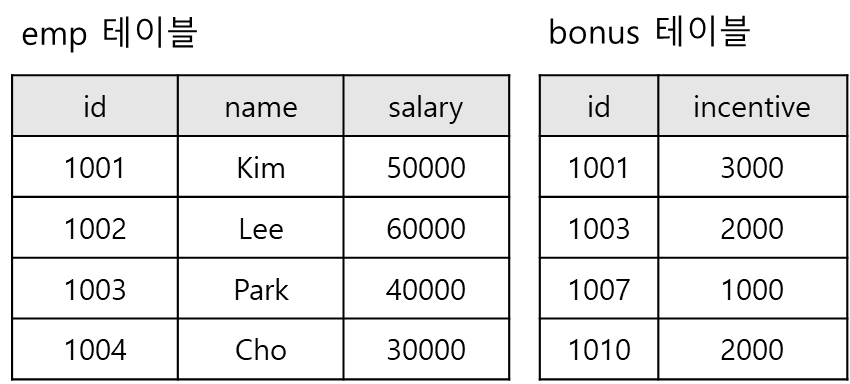 emp 테이블
id name salary
1001 Kim 50000
1002 Lee 60000
1003 Park 40000
1004 Cho 30000
bonus 테이블
id incentive
1001 3000
1003 2000
1007 1000
1010 2000